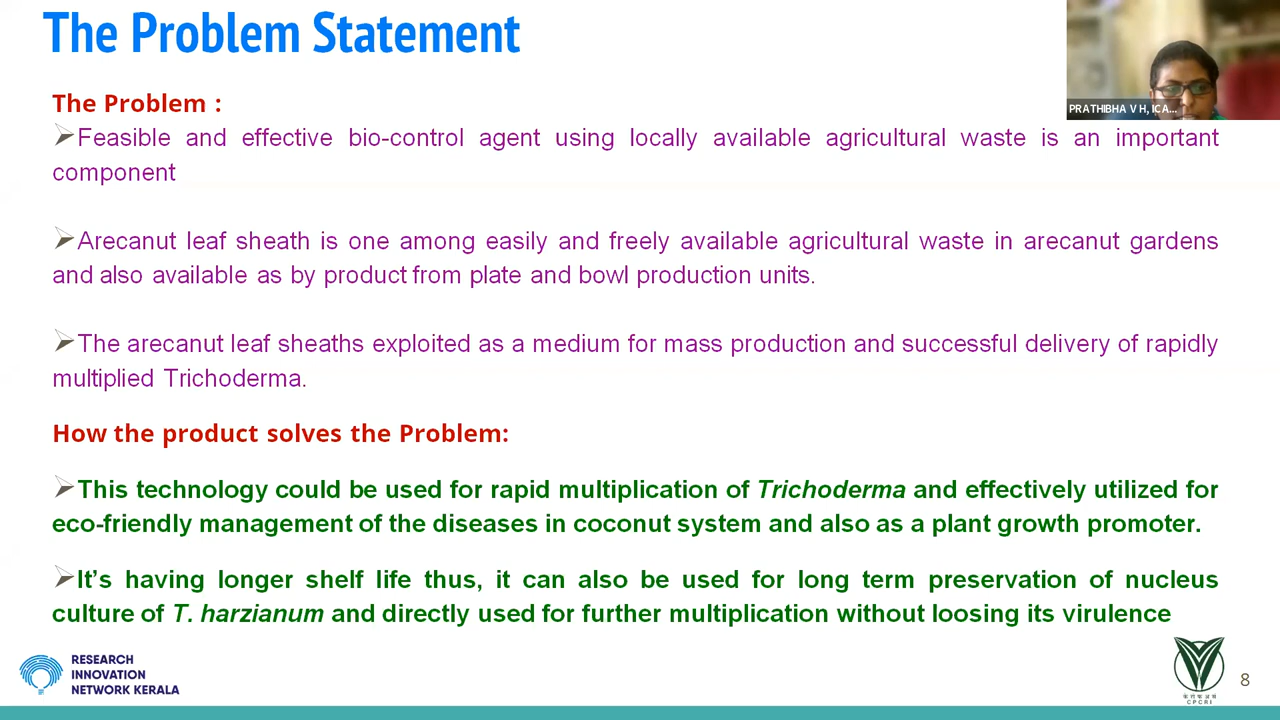 The Problem Statement
PRATHIBHA V H, ICA...
The Problem :
➢Feasible and effective bio-control agent using locally available agricultural waste is an important
component
➢Arecanut leaf sheath is one among easily and freely available agricultural waste in arecanut gardens
and also available as by product from plate and bowl production units.
➢The arecanut leaf sheaths exploited as a medium for mass production and successful delivery of rapidly
multiplied Trichoderma.
How the product solves the Problem:
➢This technology could be used for rapid multiplication of Trichoderma and effectively utilized for
eco-friendly management of the diseases in coconut system and also as a plant growth promoter.
➢It's having longer shelf life thus, it can also be used for long term preservation of nucleus
culture of T. harzianum and directly used for further multiplication without loosing its virulence
RESEARCH
INNOVATION
NETWORK KERALA
CPCRI
8